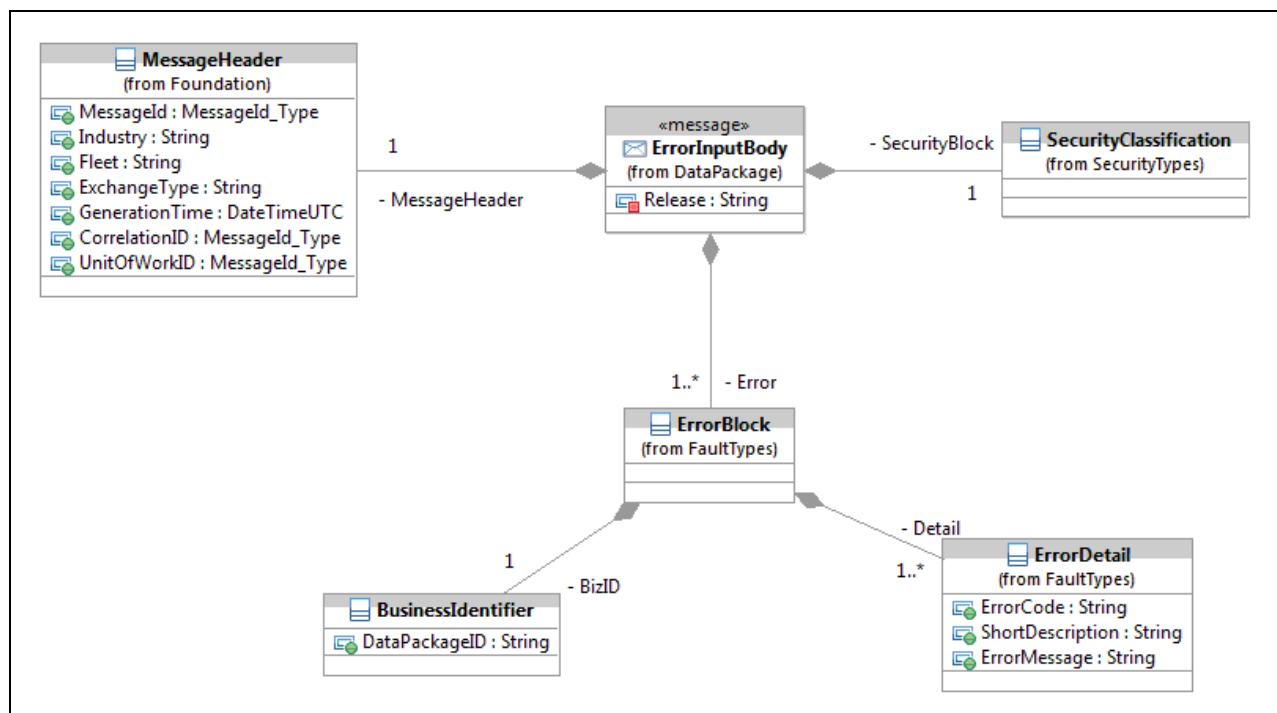 MessageHeader
(from Foundation)
MessageId : MessageId_Type
Industry : String
Fleet : String
ExchangeType : String
GenerationTime : DateTimeUTC
CorrelationID : MessageId_Type
UnitOfWorkID : MessageId_Type
1
- MessageHeader
«message»
ErrorInputBody
(from DataPackage)
Release : String
- SecurityBlock
1
SecurityClassification
(from SecurityTypes)
1..*
- Error
ErrorBlock
(from FaultTypes)
1
- BizID
BusinessIdentifier
DataPackageID : String
- Detail
1..*
ErrorDetail
(from FaultTypes)
ErrorCode : String
ShortDescription : String
ErrorMessage : String